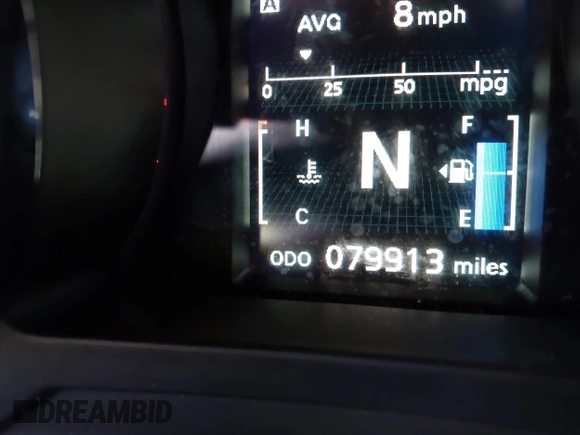 A
AVG 8 mph
0 25 50 mpg
H F
N
C E
ODO 079913 miles
DREAMBID